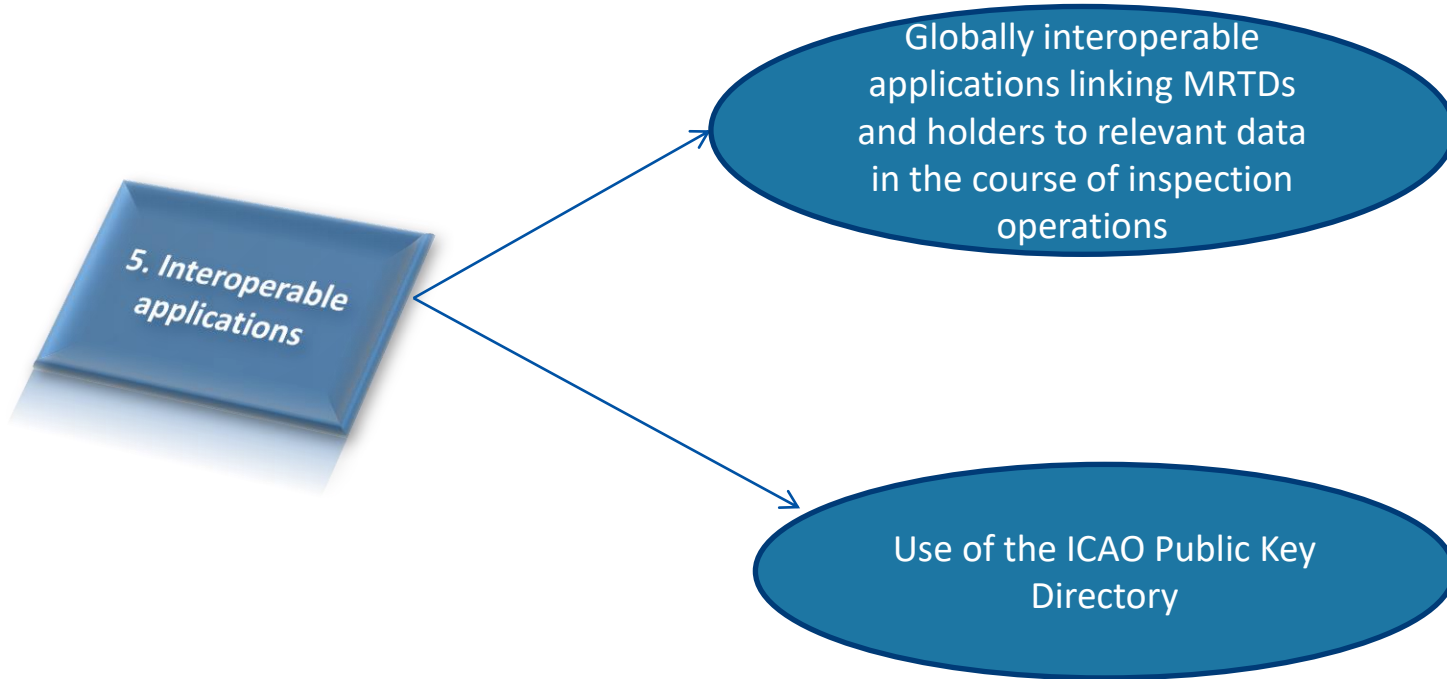 Globally interoperable
applications linking MRTDs
and holders to relevant data
in the course of inspection
operations
5. Interoperable
applications
Use of the ICAO Public Key
Directory